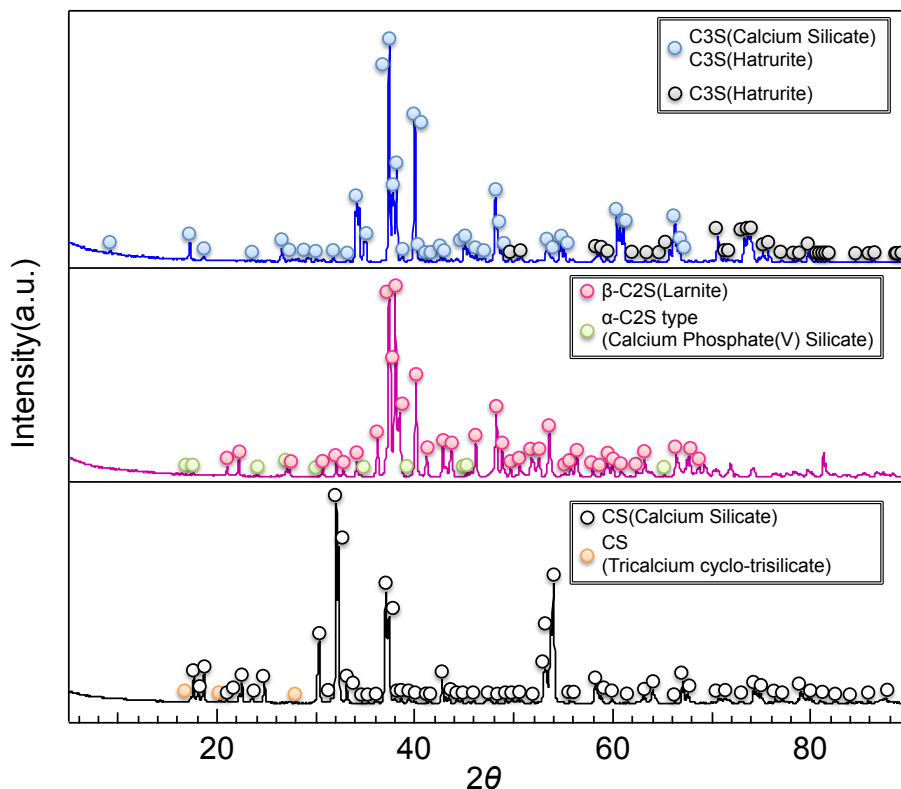 C3S(Calcium Silicate)
C3S(Hatrurite)
C3S(Hatrurite)
β-C2S(Larnite)
α-C2S type
(Calcium Phosphate(V) Silicate)
CS(Calcium Silicate)
CS
(Tricalcium cyclo-trisilicate)
Intensity(a.u.)
20 40 60 80
2θ